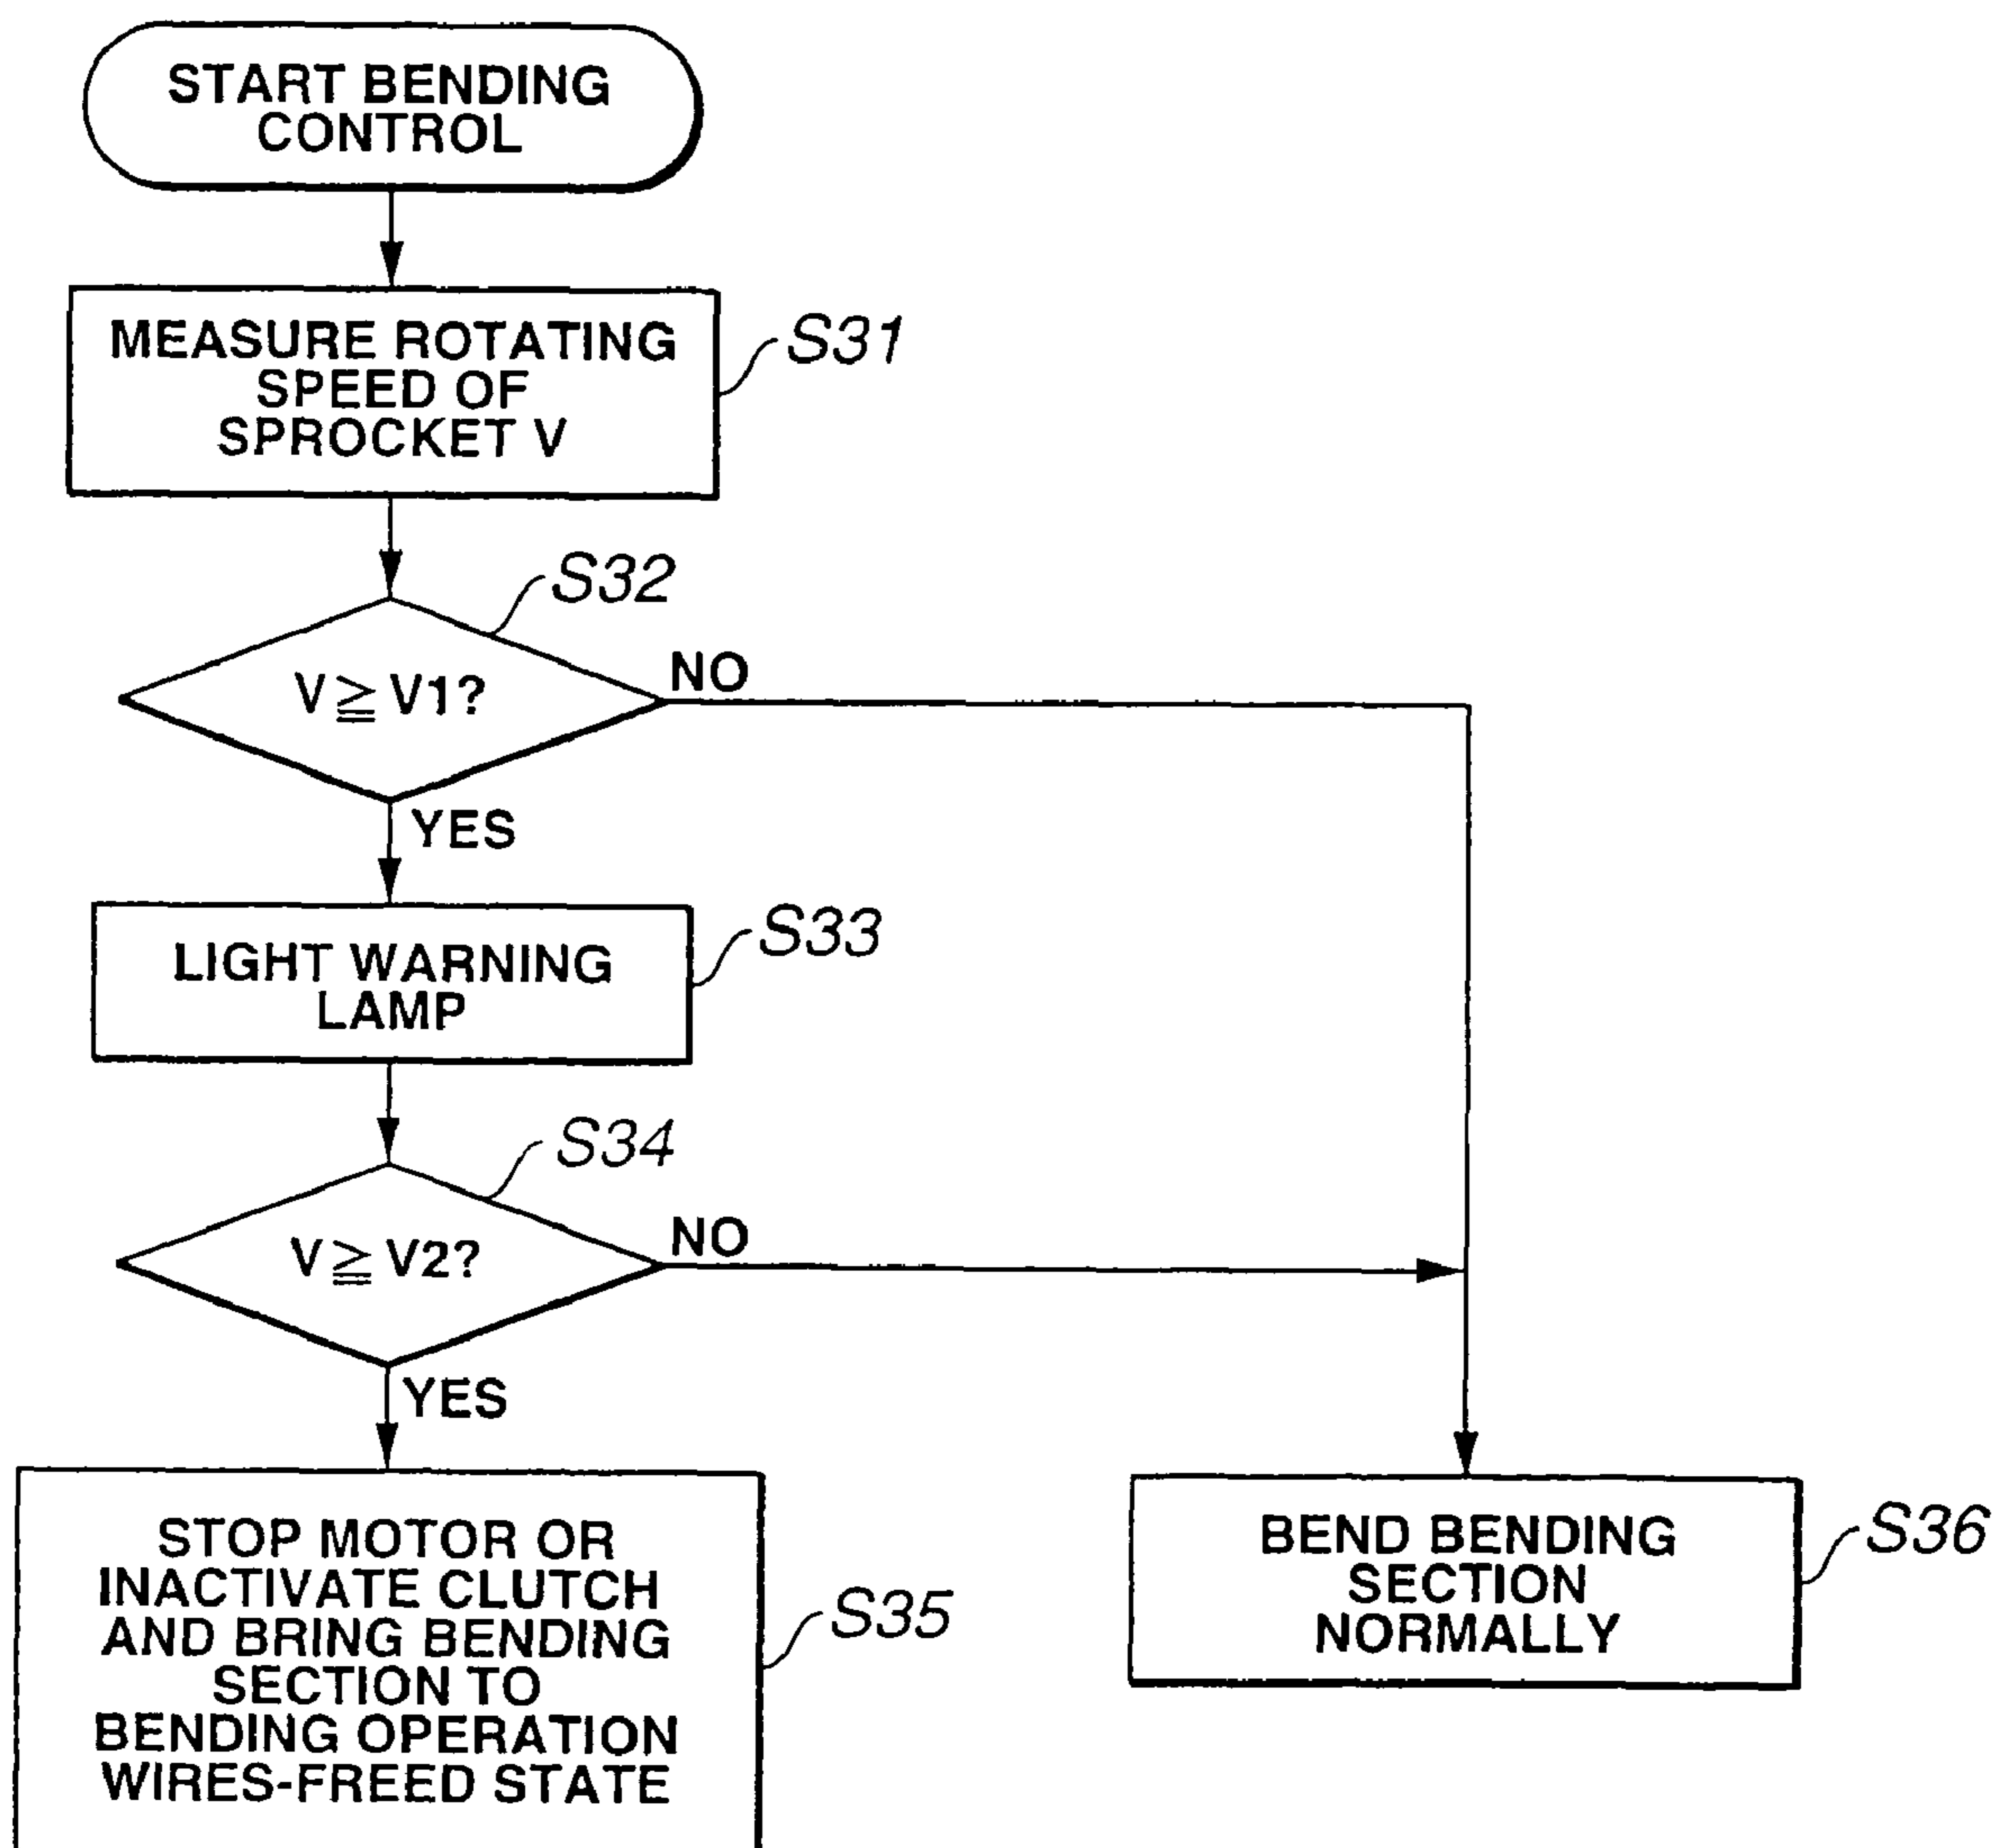 START BENDING
CONTROL
MEASURE ROTATING
SPEED OF
SPROCKET V
S31
S32
V≧V1?
NO
YES
LIGHT WARNING
LAMP
S33
S34
V≧V2?
NO
YES
STOP MOTOR OR
INACTIVATE CLUTCH
AND BRING BENDING
SECTION TO
BENDING OPERATION
WIRES-FREED STATE
S35
BEND BENDING
SECTION
NORMALLY
S36